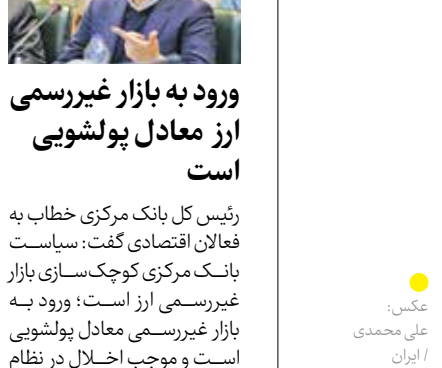 ورود به بازار غیررسمی
ارز معادل پولشویی
است
رئیس کل بانک مرکزی خطاب به
فعالان اقتصادی گفت: سیاست
بانک مرکزی کوچک‌سازی بازار
غیررسمی ارز است؛ ورود به
بازار غیررسمی معادل پولشویی
است و موجب اخلال در نظام
عکس:
علی محمدی
/ ایران